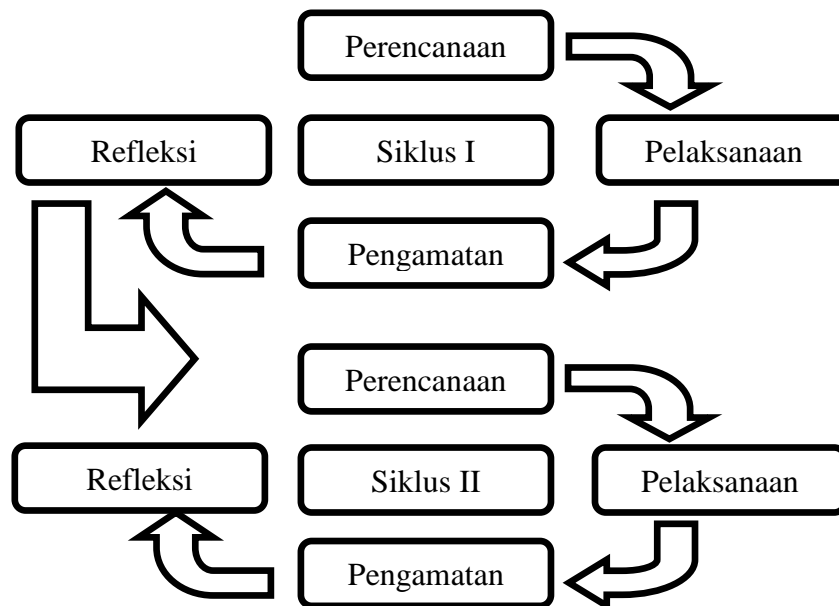 Perencanaan
Refleksi
Siklus I
Pelaksanaan
Pengamatan
Perencanaan
Refleksi
Siklus II
Pelaksanaan
Pengamatan